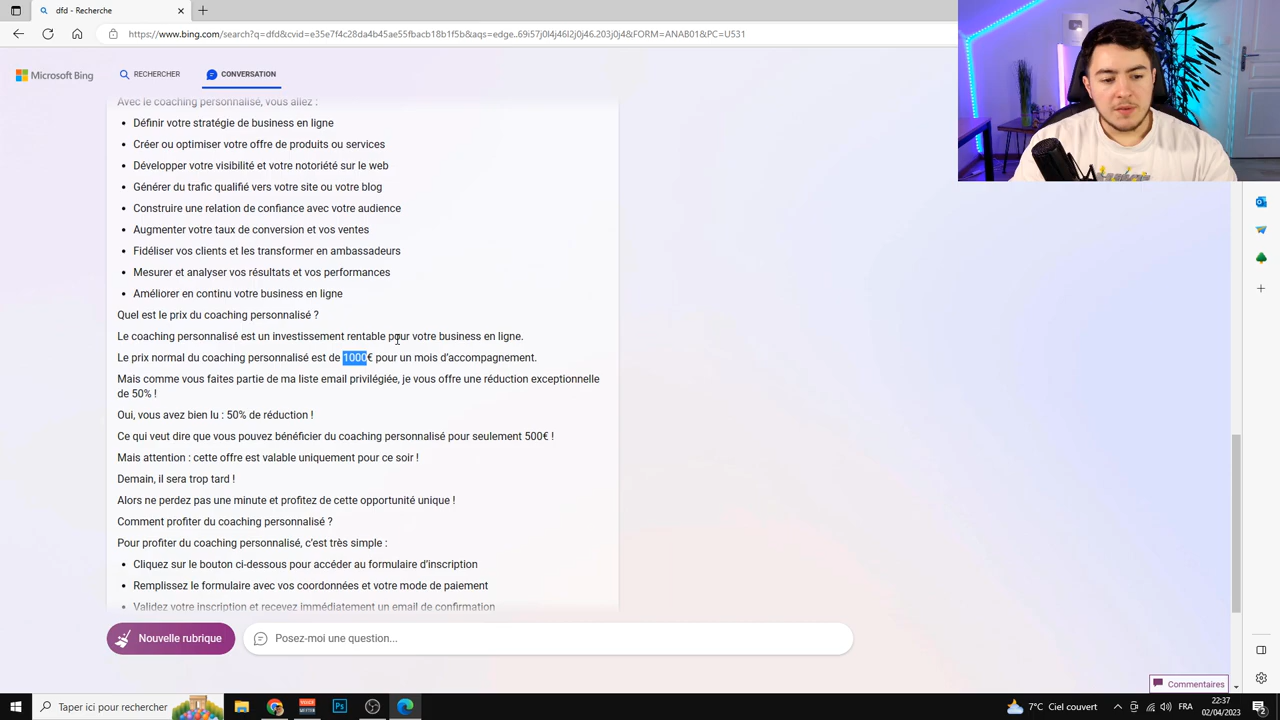 dfd - Recherche
https://www.bing.com/search?q=dfd&cvid=e35e7f4c28da4b45ae55fbacb18b1f5b&aqs=edge..69i57j0l4j46l2j0j46.203j0j4&FORM=ANAB01&PC=U531
Microsoft Bing
RECHERCHER
CONVERSATION
Avec le coaching personnalisé, vous allez :
• Définir votre stratégie de business en ligne
• Créer ou optimiser votre offre de produits ou services
• Développer votre visibilité et votre notoriété sur le web
• Générer du trafic qualifié vers votre site ou votre blog
• Construire une relation de confiance avec votre audience
• Augmenter votre taux de conversion et vos ventes
• Fidéliser vos clients et les transformer en ambassadeurs
• Mesurer et analyser vos résultats et vos performances
• Améliorer en continu votre business en ligne
Quel est le prix du coaching personnalisé ?
Le coaching personnalisé est un investissement rentable pour votre business en ligne.
Le prix normal du coaching personnalisé est de 1000€ pour un mois d'accompagnement.
Mais comme vous faites partie de ma liste email privilégiée, je vous offre une réduction exceptionnelle
de 50% !
Oui, vous avez bien lu : 50% de réduction !
Ce qui veut dire que vous pouvez bénéficier du coaching personnalisé pour seulement 500€ !
Mais attention : cette offre est valable uniquement pour ce soir !
Demain, il sera trop tard !
Alors ne perdez pas une minute et profitez de cette opportunité unique !
Comment profiter du coaching personnalisé ?
Pour profiter du coaching personnalisé, c'est très simple :
• Cliquez sur le bouton ci-dessous pour accéder au formulaire d'inscription
• Remplissez le formulaire avec vos coordonnées et votre mode de paiement
• Validez votre inscription et recevez immédiatement un email de confirmation
Nouvelle rubrique
Posez-moi une question...
Commentaires
Taper ici pour rechercher
Ps
7°C Ciel couvert
FRA
22:37
02/04/2023
2